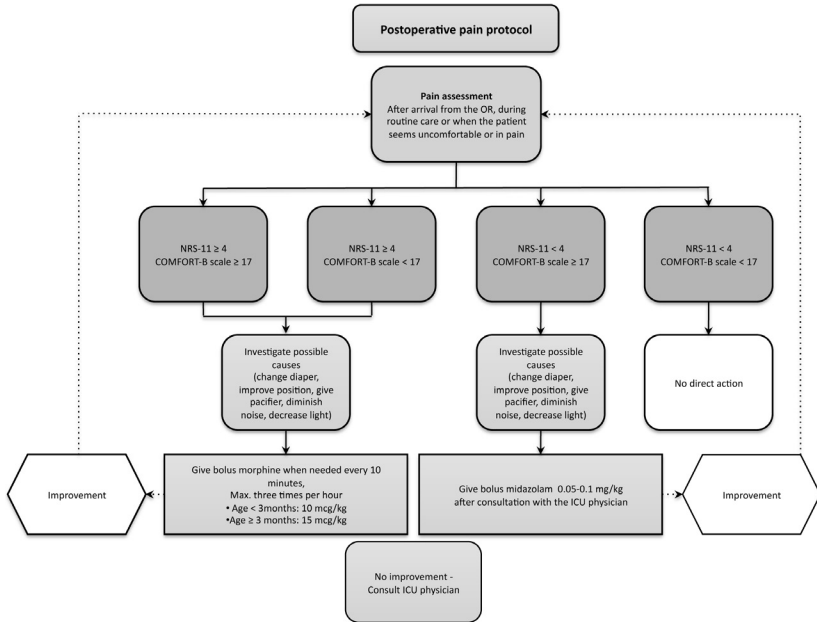 Postoperative pain protocol
Pain assessment
After arrival from the OR, during
routine care or when the patient
seems uncomfortable or in pain
NRS-11 ≥ 4
COMFORT-B scale ≥ 17
NRS-11 ≥ 4
COMFORT-B scale < 17
NRS-11 < 4
COMFORT-B scale ≥ 17
NRS-11 < 4
COMFORT-B scale < 17
Investigate possible
causes
(change diaper,
improve position, give
pacifier, diminish
noise, decrease light)
Investigate possible
causes
(change diaper,
improve position, give
pacifier, diminish
noise, decrease light)
No direct action
Improvement
Give bolus morphine when needed every 10
minutes,
Max. three times per hour
• Age < 3months: 10 mcg/kg
•Age ≥ 3 months: 15 mcg/kg
Give bolus midazolam 0.05-0.1 mg/kg
after consultation with the ICU physician
Improvement
No improvement -
Consult ICU physician